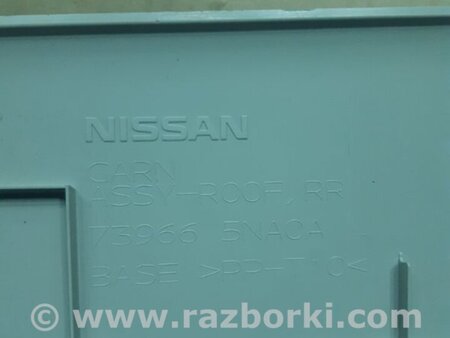 NISSAN
CARN
ASSY-ROOF, RR
73966 5NA0A
BASE >PP-T10<
© www.razborki.com